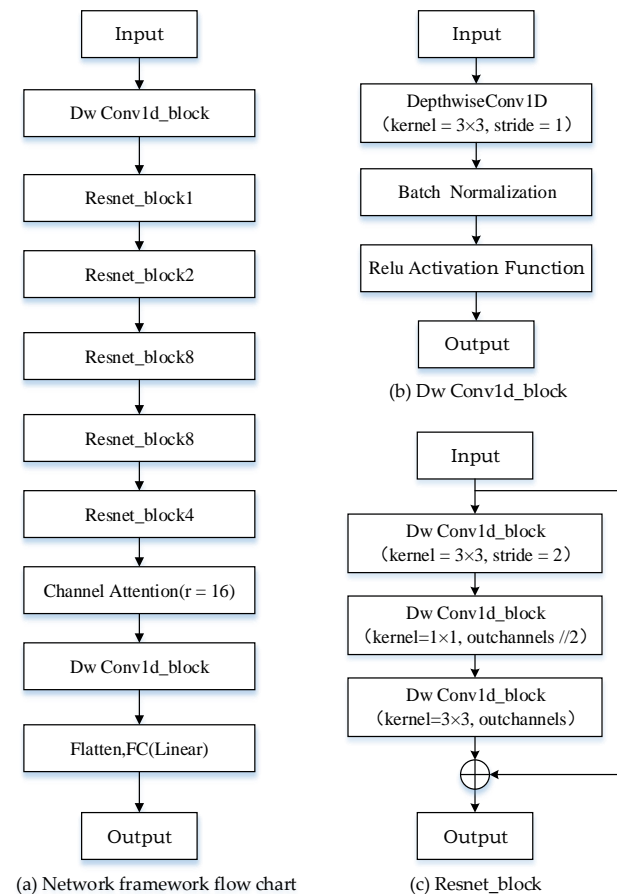 Input
Dw Conv1d_block
Resnet_block1
Resnet_block2
Resnet_block8
Resnet_block8
Resnet_block4
Channel Attention(r = 16)
Dw Conv1d_block
Flatten,FC(Linear)
Output
(a) Network framework flow chart
Input
DepthwiseConv1D
(kernel = 3×3, stride = 1)
Batch Normalization
Relu Activation Function
Output
(b) Dw Conv1d_block
Input
Dw Conv1d_block
(kernel = 3×3, stride = 2)
Dw Conv1d_block
(kernel=1×1, outchannels //2)
Dw Conv1d_block
(kernel=3×3, outchannels)
Output
(c) Resnet_block